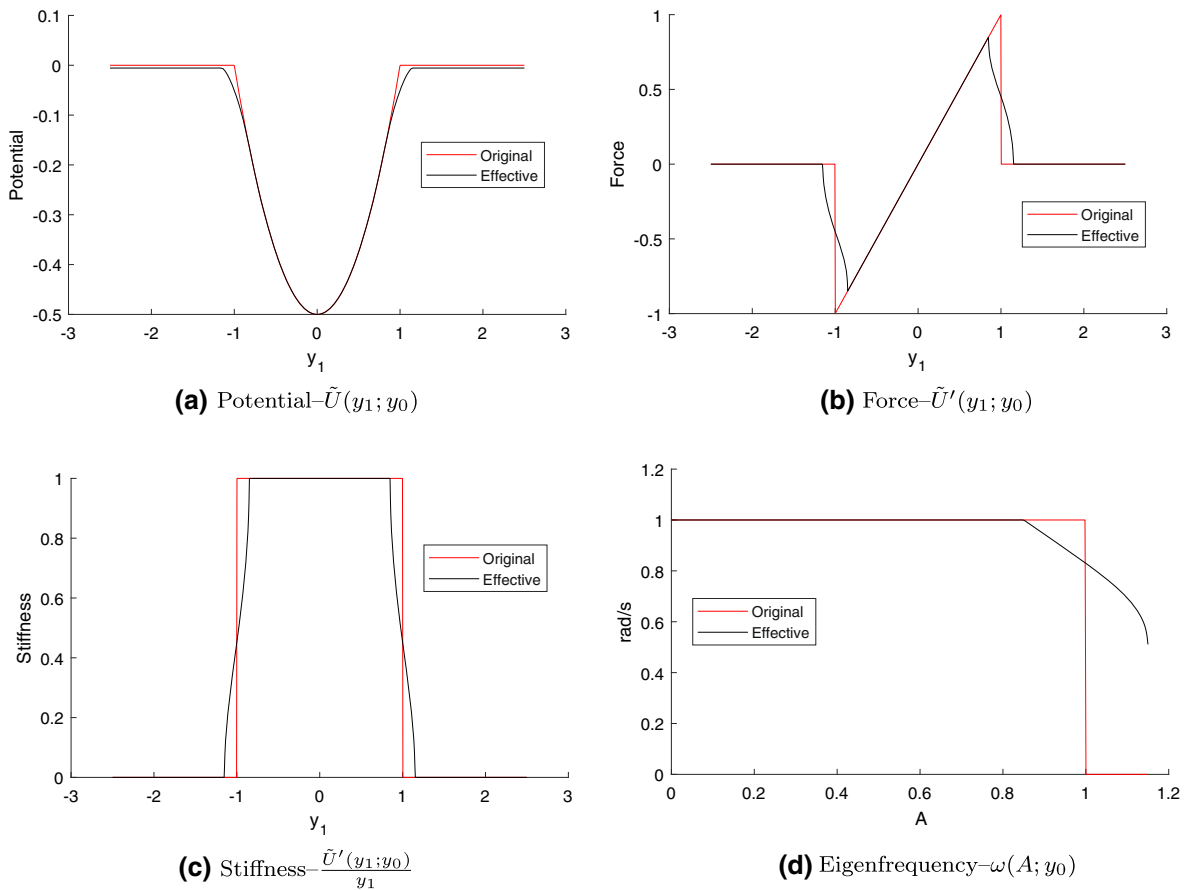 0.1
0
-0.1
-0.2
-0.3
-0.4
-0.5
Potential
-3
-2
-1
0
1
2
3
y1
Original
Effective
(a) Potential–Ũ(y1; y0)
1
0.5
0
-0.5
-1
Force
-3
-2
-1
0
1
2
3
y1
Original
Effective
(b) Force–Ũ′(y1; y0)
1
0.8
0.6
0.4
0.2
0
Stiffness
-3
-2
-1
0
1
2
3
y1
Original
Effective
(c) Stiffness–Ũ′(y1;y0)/y1
1.2
1
0.8
0.6
0.4
0.2
0
rad/s
0
0.2
0.4
0.6
0.8
1
1.2
A
Original
Effective
(d) Eigenfrequency–ω(A; y0)